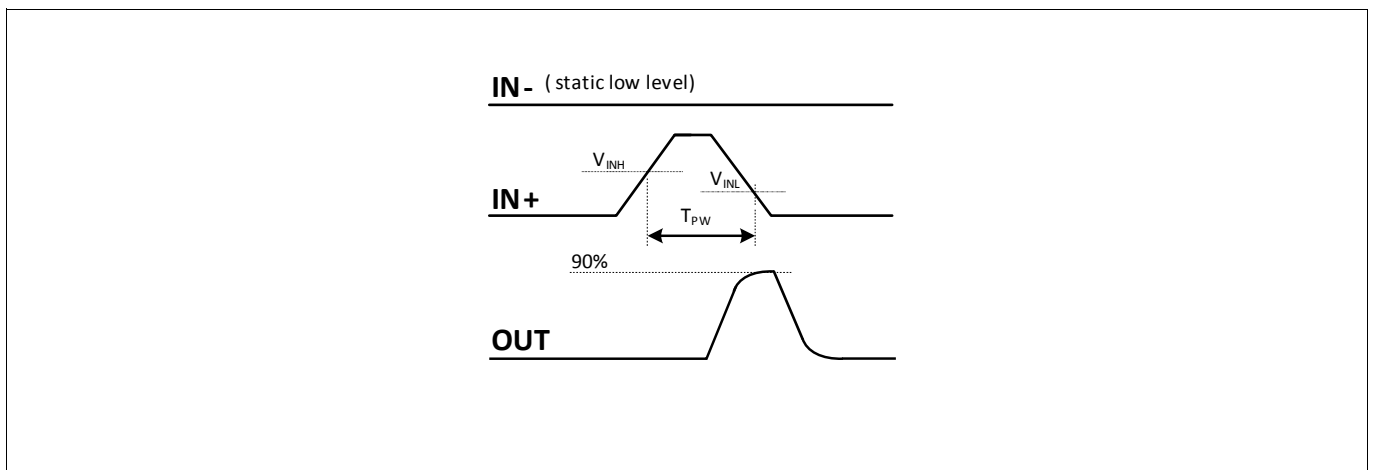 IN- (static low level)
V_INH
V_INL
IN+
T_PW
90%
OUT